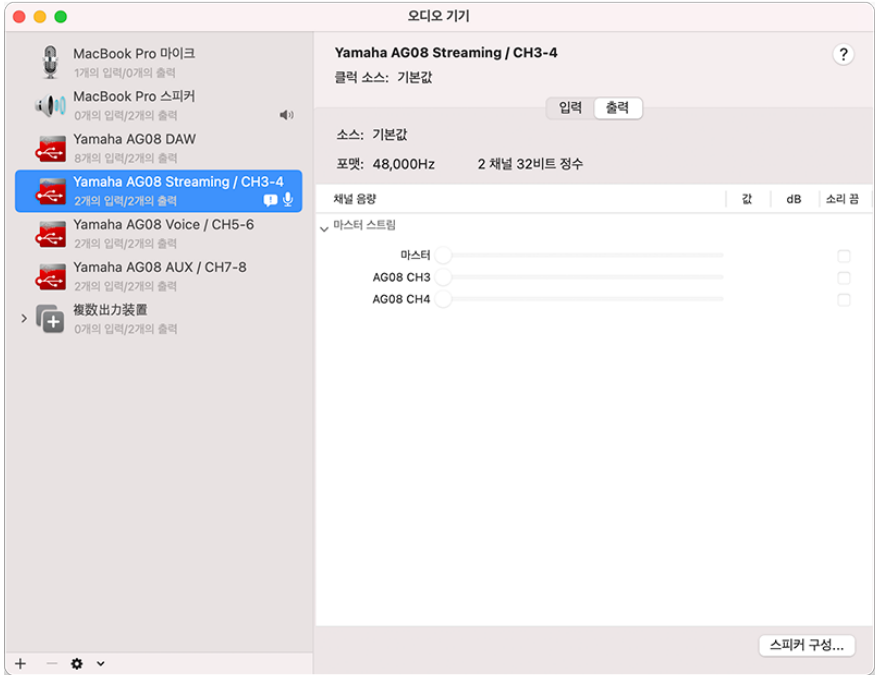 오디오 기기
MacBook Pro 마이크
1개의 입력/0개의 출력
MacBook Pro 스피커
0개의 입력/2개의 출력
Yamaha AG08 DAW
8개의 입력/2개의 출력
Yamaha AG08 Streaming / CH3-4
2개의 입력/2개의 출력
Yamaha AG08 Voice / CH5-6
2개의 입력/2개의 출력
Yamaha AG08 AUX / CH7-8
2개의 입력/2개의 출력
複数出力装置
0개의 입력/2개의 출력
Yamaha AG08 Streaming / CH3-4
?
클럭 소스: 기본값
입력 출력
소스: 기본값
포맷: 48,000Hz 2 채널 32비트 정수
채널 음량 값 dB 소리 끔
마스터 스트림
마스터
AG08 CH3
AG08 CH4
스피커 구성...